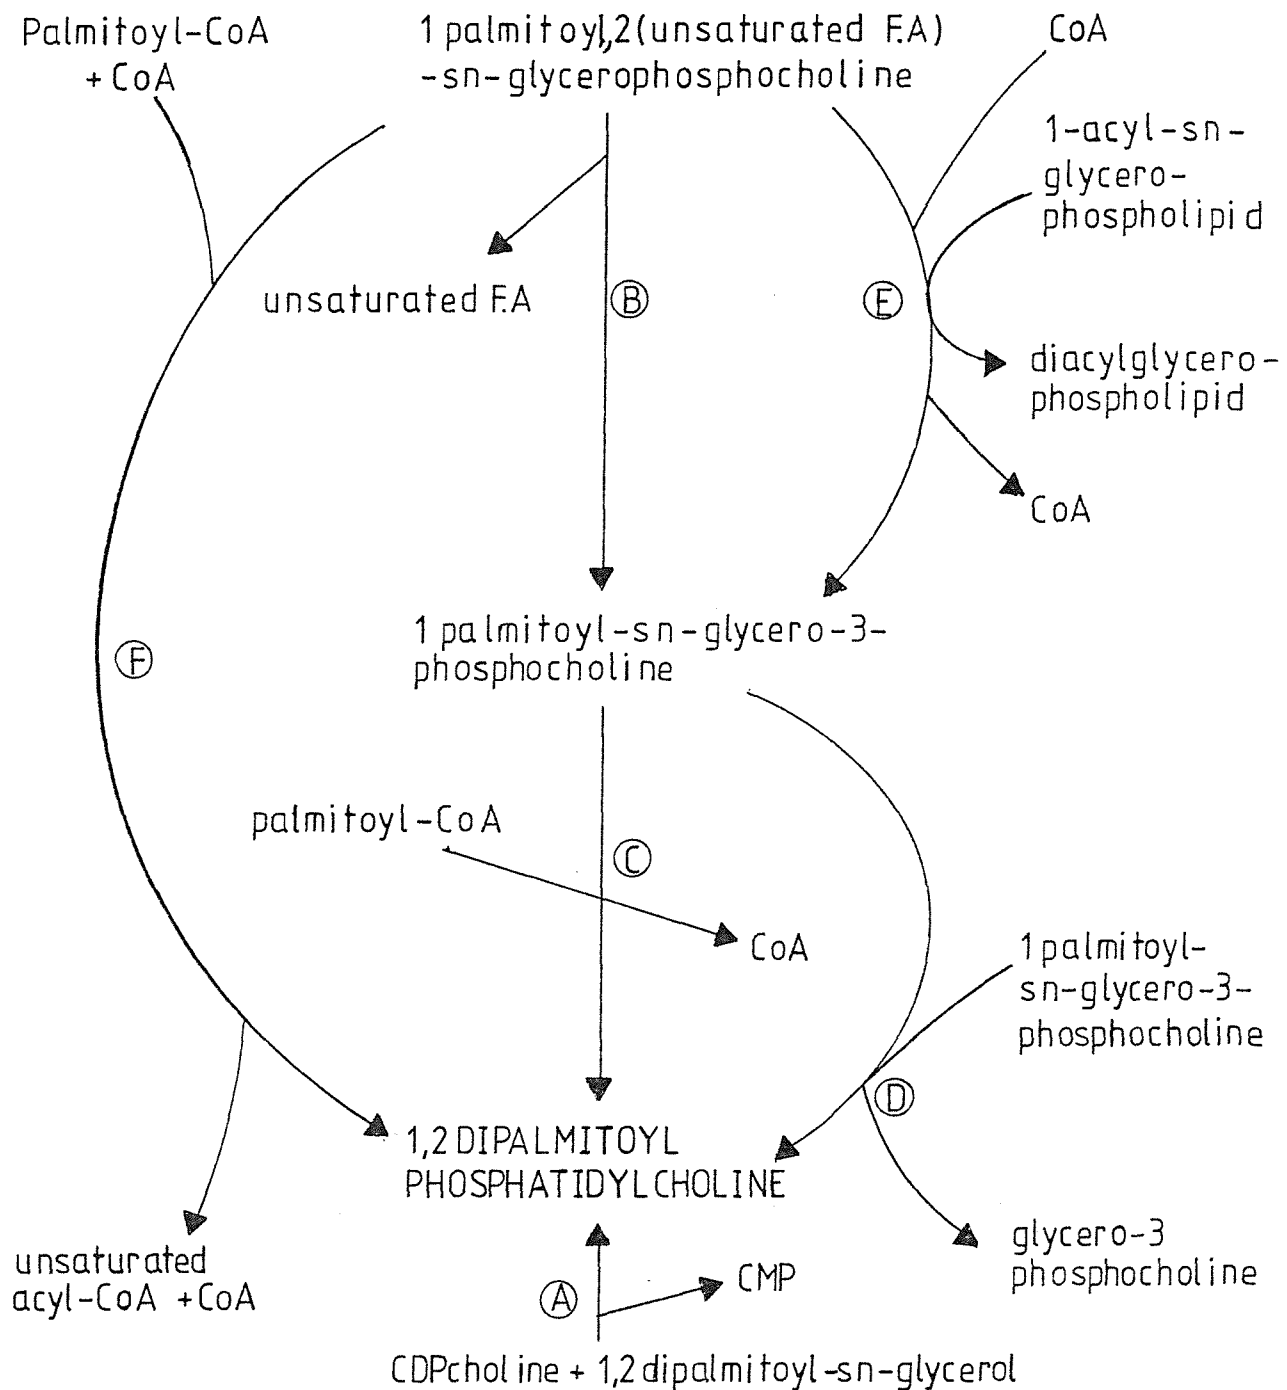 Palmitoyl-CoA
+ CoA
1 palmitoyl,2(unsaturated F.A)
-sn-glycerophosphocholine
CoA
1-acyl-sn-
glycero-
phospholipid
unsaturated F.A
B
E
diacylglycero-
phospholipid
CoA
1 palmitoyl-sn-glycero-3-
phosphocholine
F
palmitoyl-CoA
C
CoA
1 palmitoyl-
sn-glycero-3-
phosphocholine
D
1,2 DIPALMITOYL
PHOSPHATIDYLCHOLINE
glycero-3
phosphocholine
unsaturated
acyl-CoA +CoA
A
CMP
CDPcholine + 1,2 dipalmitoyl-sn-glycerol